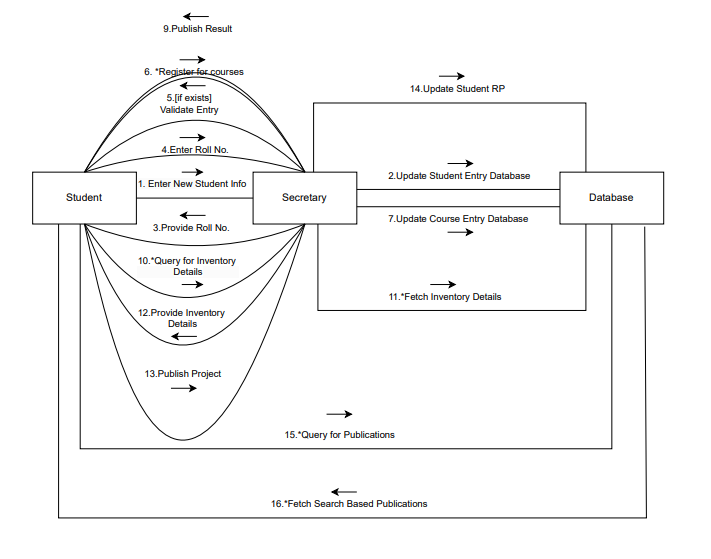 9.Publish Result
6. *Register for courses
5.[if exists]
Validate Entry
14.Update Student RP
4.Enter Roll No.
2.Update Student Entry Database
1. Enter New Student Info
Student
Secretary
Database
7.Update Course Entry Database
3.Provide Roll No.
10.*Query for Inventory
Details
11.*Fetch Inventory Details
12.Provide Inventory
Details
13.Publish Project
15.*Query for Publications
16.*Fetch Search Based Publications